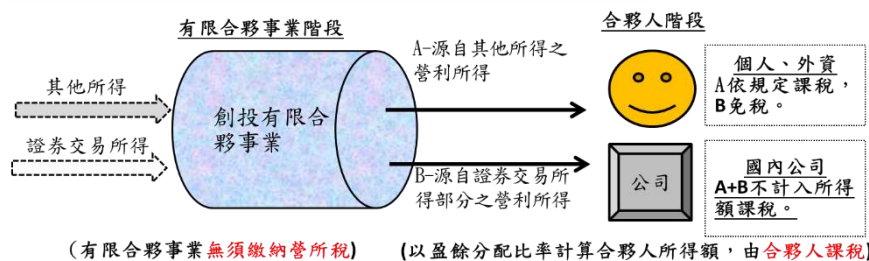 有限合夥事業階段
合夥人階段
A-源自其他所得之
營利所得
其他所得
創投有限合
夥事業
證券交易所得
B-源自證券交易所
得部分之營利所得
個人、外資
A依規定課稅，
B免稅。
公司
國內公司
A+B不計入所得
額課稅。
(有限合夥事業無須繳納營所稅)
(以盈餘分配比率計算合夥人所得額，由合夥人課稅)